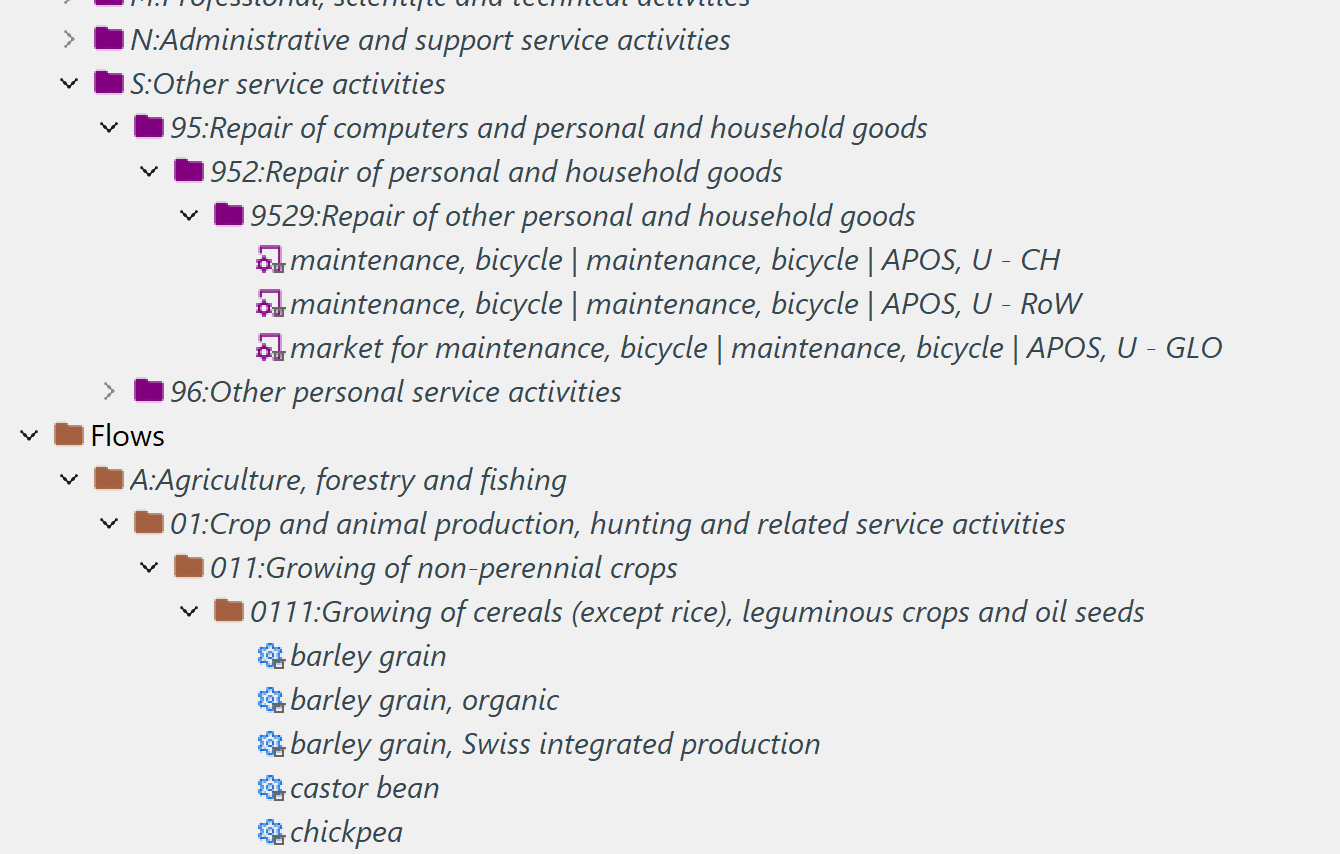 M:Professional, scientific and technical activities
N:Administrative and support service activities
S:Other service activities
95:Repair of computers and personal and household goods
952:Repair of personal and household goods
9529:Repair of other personal and household goods
maintenance, bicycle | maintenance, bicycle | APOS, U - CH
maintenance, bicycle | maintenance, bicycle | APOS, U - RoW
market for maintenance, bicycle | maintenance, bicycle | APOS, U - GLO
96:Other personal service activities
Flows
A:Agriculture, forestry and fishing
01:Crop and animal production, hunting and related service activities
011:Growing of non-perennial crops
0111:Growing of cereals (except rice), leguminous crops and oil seeds
barley grain
barley grain, organic
barley grain, Swiss integrated production
castor bean
chickpea